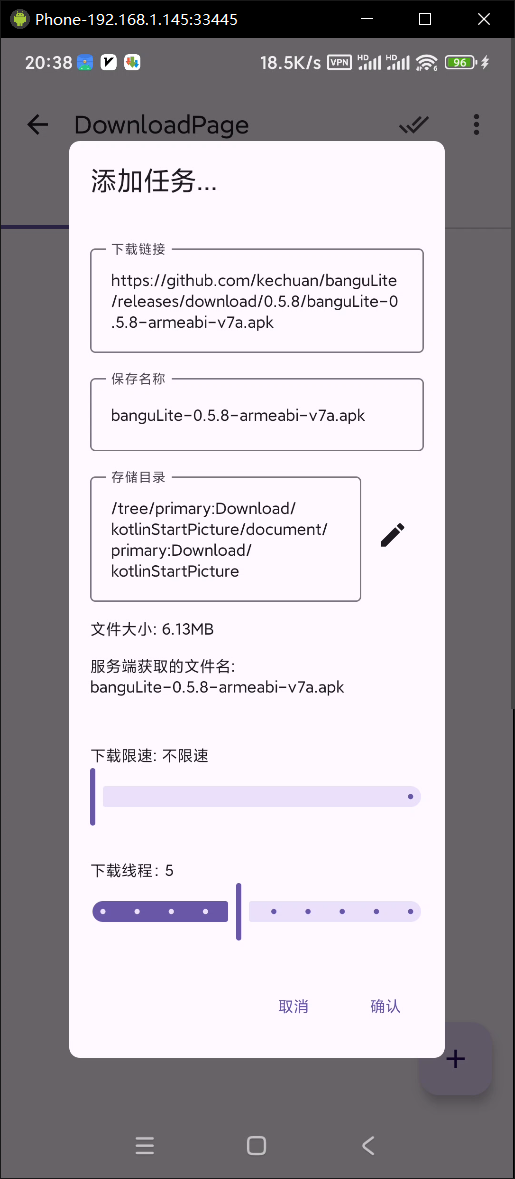 Phone-192.168.1.145:33445
20:38 18.5K/s VPN HD HD 6 96
DownloadPage
添加任务...
下载链接
https://github.com/kechuan/banguLite
/releases/download/0.5.8/banguLite-0
.5.8-armeabi-v7a.apk
保存名称
banguLite-0.5.8-armeabi-v7a.apk
存储目录
/tree/primary:Download/
kotlinStartPicture/document/
primary:Download/
kotlinStartPicture
文件大小: 6.13MB
服务端获取的文件名:
banguLite-0.5.8-armeabi-v7a.apk
下载限速: 不限速
下载线程: 5
取消 确认